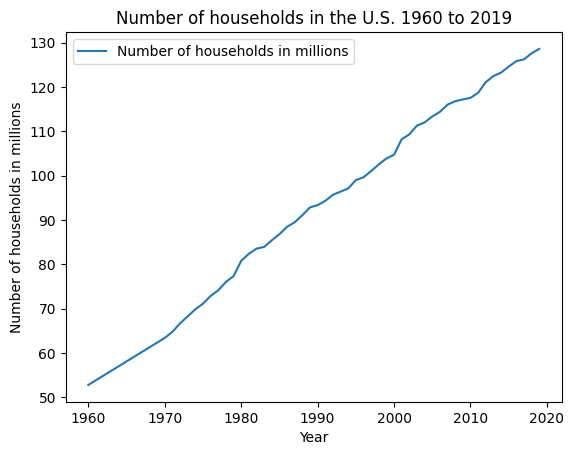 Number of households in the U.S. 1960 to 2019
Number of households in millions
Number of households in millions
130
120
110
100
90
80
70
60
50
1960 1970 1980 1990 2000 2010 2020
Year